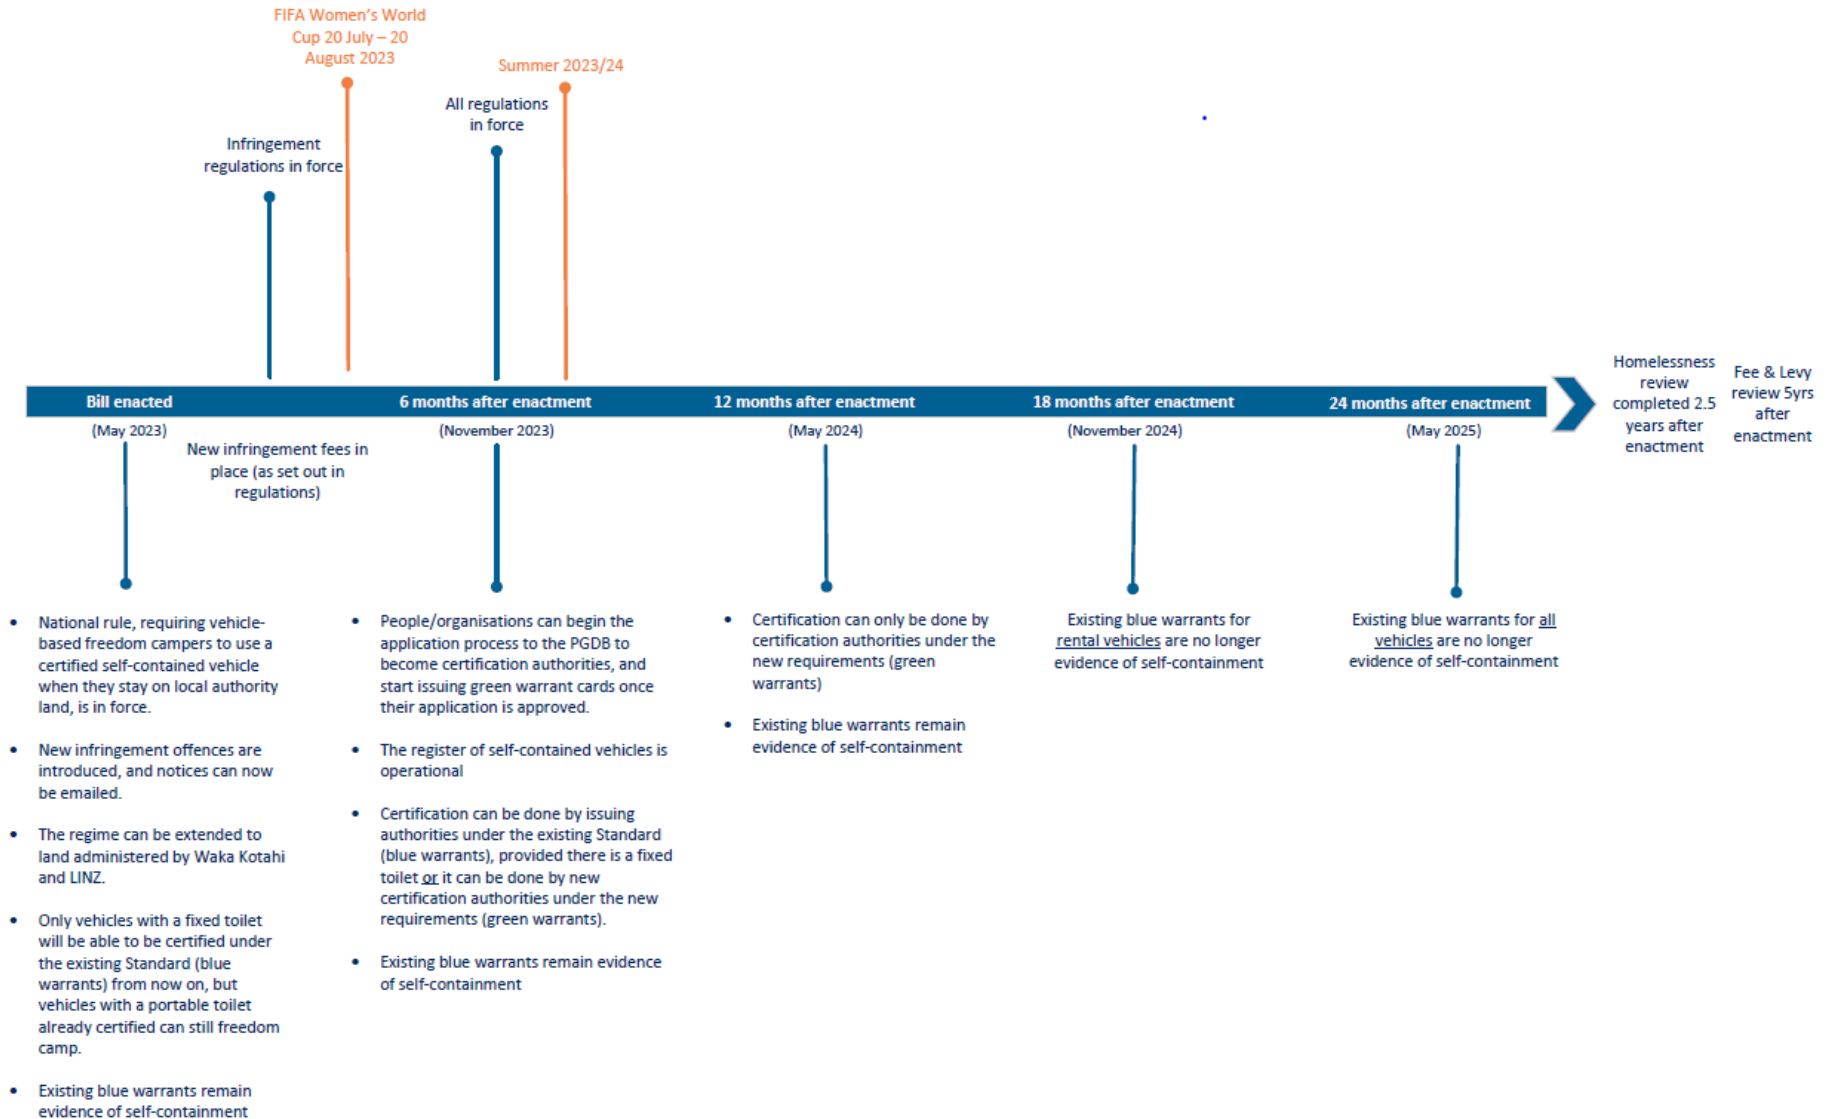 FIFA Women's World
Cup 20 July – 20
August 2023
Summer 2023/24
All regulations
in force
Infringement
regulations in force
Bill enacted
6 months after enactment
12 months after enactment
18 months after enactment
24 months after enactment
(May 2023)
(November 2023)
(May 2024)
(November 2024)
(May 2025)
Homelessness
review
completed 2.5
years after
enactment
Fee & Levy
review 5yrs
after
enactment
New infringement fees in
place (as set out in
regulations)
• National rule, requiring vehicle-
based freedom campers to use a
certified self-contained vehicle
when they stay on local authority
land, is in force.
• New infringement offences are
introduced, and notices can now
be emailed.
• The regime can be extended to
land administered by Waka Kotahi
and LINZ.
• Only vehicles with a fixed toilet
will be able to be certified under
the existing Standard (blue
warrants) from now on, but
vehicles with a portable toilet
already certified can still freedom
camp.
• Existing blue warrants remain
evidence of self-containment
• People/organisations can begin the
application process to the PGDB to
become certification authorities, and
start issuing green warrant cards once
their application is approved.
• The register of self-contained vehicles is
operational
• Certification can be done by issuing
authorities under the existing Standard
(blue warrants), provided there is a fixed
toilet or it can be done by new
certification authorities under the new
requirements (green warrants).
• Existing blue warrants remain evidence
of self-containment
• Certification can only be done by
certification authorities under the
new requirements (green
warrants)
• Existing blue warrants remain
evidence of self-containment
Existing blue warrants for
rental vehicles are no longer
evidence of self-containment
Existing blue warrants for all
vehicles are no longer
evidence of self-containment